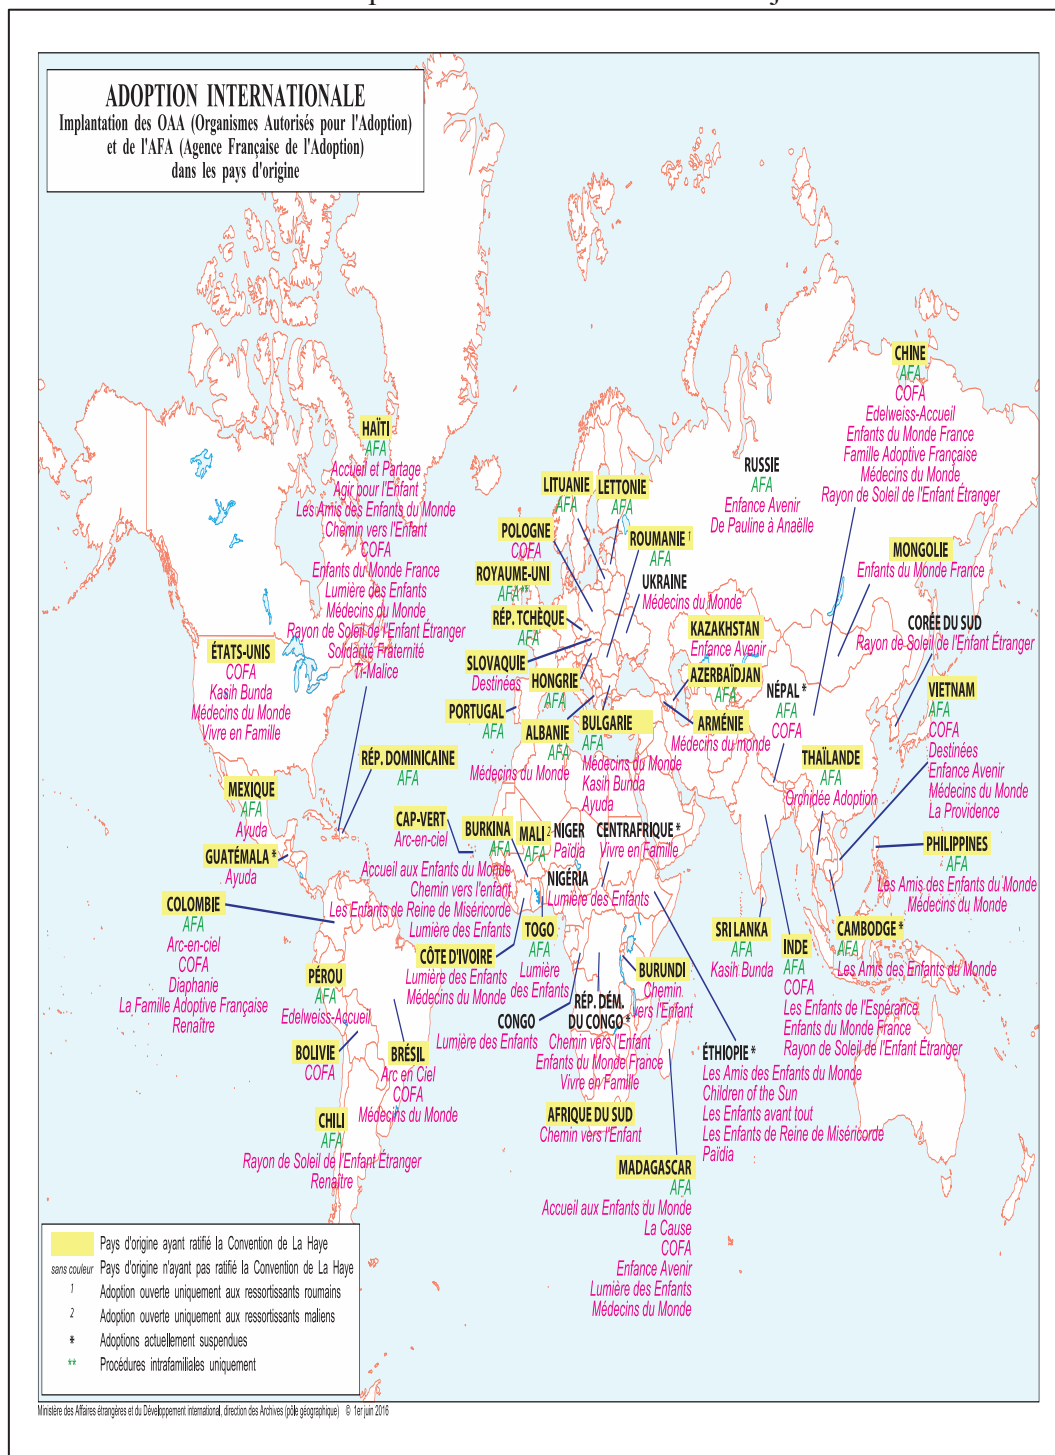 ADOPTION INTERNATIONALE
Implantation des OAA (Organismes Autorisés pour l'Adoption)
et de l'AFA (Agence Française de l'Adoption)
dans les pays d'origine
CHINE
AFA
COFA
Edelweiss-Accueil
Enfants du Monde France
Famille Adoptive Française
Médecins du Monde
Rayon de Soleil de l'Enfant Étranger
HAÏTI
AFA
Accueil et Partage
Agir pour l'Enfant
Les Amis des Enfants du Monde
Chemin vers l'Enfant
COFA
Enfants du Monde France
Lumière des Enfants
Médecins du Monde
Rayon de Soleil de l'Enfant Étranger
Solidarité Fraternité
Ti-Malice
RUSSIE
AFA
Enfance Avenir
De Pauline à Anaëlle
LITUANIE
AFA
LETTONIE
AFA
POLOGNE
COFA
ROUMANIE 1
AFA
ROYAUME-UNI
AFA**
UKRAINE
Médecins du Monde
MONGOLIE
Enfants du Monde France
RÉP. TCHÈQUE
AFA
KAZAKHSTAN
Enfance Avenir
CORÉE DU SUD
Rayon de Soleil de l'Enfant Étranger
ÉTATS-UNIS
COFA
Kasih Bunda
Médecins du Monde
Vivre en Famille
SLOVAQUIE
Destinées
HONGRIE
AFA
AZERBAÏDJAN
AFA
NÉPAL *
AFA
COFA
VIETNAM
AFA
COFA
Destinées
Enfance Avenir
Médecins du Monde
La Providence
PORTUGAL
AFA
ALBANIE
AFA
Médecins du Monde
BULGARIE
AFA
Médecins du Monde
Kasih Bunda
Ayuda
ARMÉNIE
Médecins du monde
RÉP. DOMINICAINE
AFA
THAÏLANDE
AFA
Orchidée Adoption
MEXIQUE
AFA
Ayuda
GUATÉMALA *
Ayuda
CAP-VERT
Arc-en-ciel
BURKINA
AFA
Accueil aux Enfants du Monde
Chemin vers l'enfant
Les Enfants de Reine de Miséricorde
Lumière des Enfants
MALI 2
AFA
NIGER
Païdia
CENTRAFRIQUE *
Vivre en Famille
NIGÉRIA
Lumière des Enfants
PHILIPPINES
AFA
Les Amis des Enfants du Monde
Médecins du Monde
COLOMBIE
AFA
Arc-en-ciel
COFA
Diaphanie
La Famille Adoptive Française
Renaître
TOGO
AFA
Lumière
des Enfants
SRI LANKA
AFA
Kasih Bunda
CAMBODGE *
AFA
Les Amis des Enfants du Monde
INDE
AFA
COFA
Les Enfants de l'Espérance
Enfants du Monde France
Rayon de Soleil de l'Enfant Étranger
CÔTE D'IVOIRE
Lumière des Enfants
Médecins du Monde
PÉROU
AFA
Edelweiss-Accueil
BURUNDI
Chemin
vers l'Enfant
CONGO
Lumière des Enfants
RÉP. DÉM.
DU CONGO *
Chemin vers l'Enfant
Enfants du Monde France
Vivre en Famille
BOLIVIE
COFA
BRÉSIL
Arc en Ciel
COFA
Médecins du Monde
ÉTHIOPIE *
Les Amis des Enfants du Monde
Children of the Sun
Les Enfants avant tout
Les Enfants de Reine de Miséricorde
Païdia
CHILI
AFA
Rayon de Soleil de l'Enfant Étranger
Renaître
AFRIQUE DU SUD
Chemin vers l'Enfant
MADAGASCAR
AFA
Accueil aux Enfants du Monde
La Cause
COFA
Enfance Avenir
Lumière des Enfants
Médecins du Monde
Pays d'origine ayant ratifié la Convention de La Haye
sans couleur Pays d'origine n'ayant pas ratifié la Convention de La Haye
1 Adoption ouverte uniquement aux ressortissants roumains
2 Adoption ouverte uniquement aux ressortissants maliens
* Adoptions actuellement suspendues
** Procédures intrafamiliales uniquement
Ministère des Affaires étrangères et du Développement international, direction des Archives (pôle géographique) © 1er juin 2016